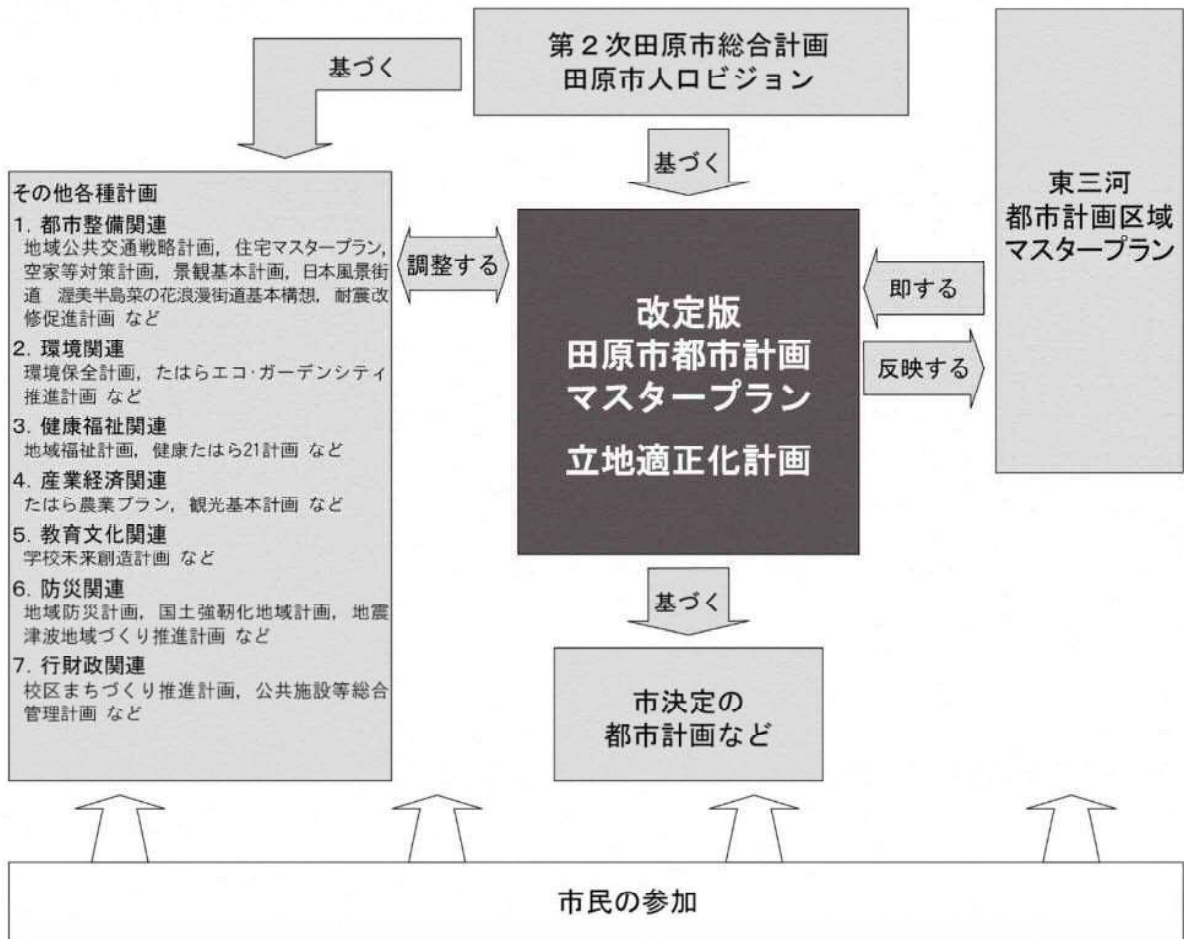 第２次田原市総合計画
田原市人口ビジョン
基づく
基づく
東三河
都市計画区域
マスタープラン
その他各種計画
1. 都市整備関連
地域公共交通戦略計画，住宅マスタープラン，
空家等対策計画，景観基本計画，日本風景街
道　渥美半島菜の花浪漫街道基本構想，耐震改
修促進計画 など
2. 環境関連
環境保全計画，たはらエコ・ガーデンシティ
推進計画 など
3. 健康福祉関連
地域福祉計画，健康たはら21計画 など
4. 産業経済関連
たはら農業プラン，観光基本計画 など
5. 教育文化関連
学校未来創造計画 など
6. 防災関連
地域防災計画，国土強靭化地域計画，地震
津波地域づくり推進計画 など
7. 行財政関連
校区まちづくり推進計画，公共施設等総合
管理計画 など
調整する
改定版
田原市都市計画
マスタープラン
立地適正化計画
即する
反映する
基づく
市決定の
都市計画など
市民の参加